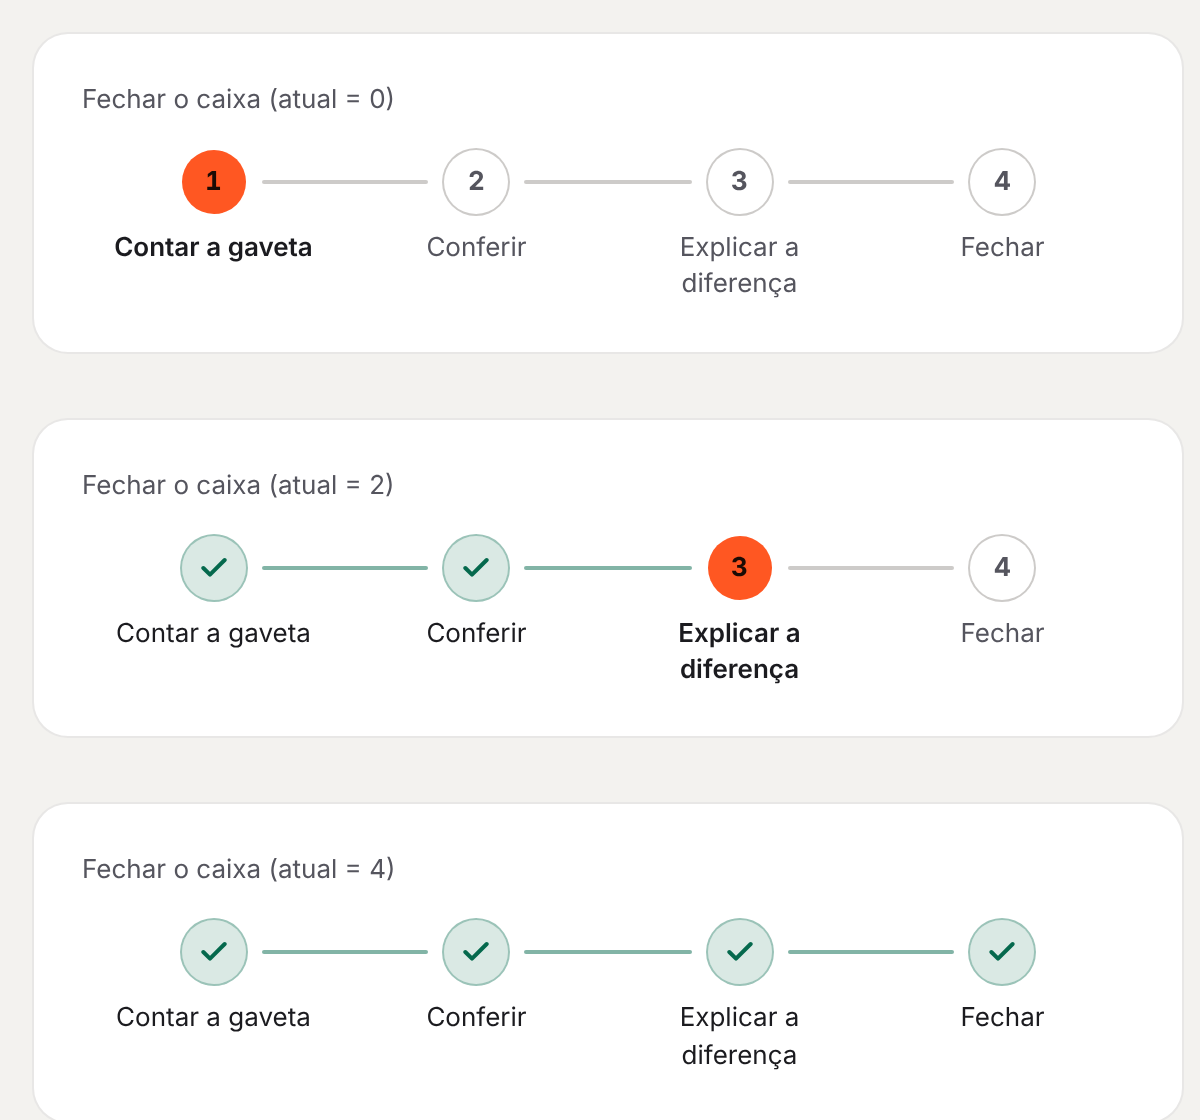 Fechar o caixa (atual = 0)
1
2
3
4
Contar a gaveta
Conferir
Explicar a
diferença
Fechar
Fechar o caixa (atual = 2)
3
4
Contar a gaveta
Conferir
Explicar a
diferença
Fechar
Fechar o caixa (atual = 4)
Contar a gaveta
Conferir
Explicar a
diferença
Fechar